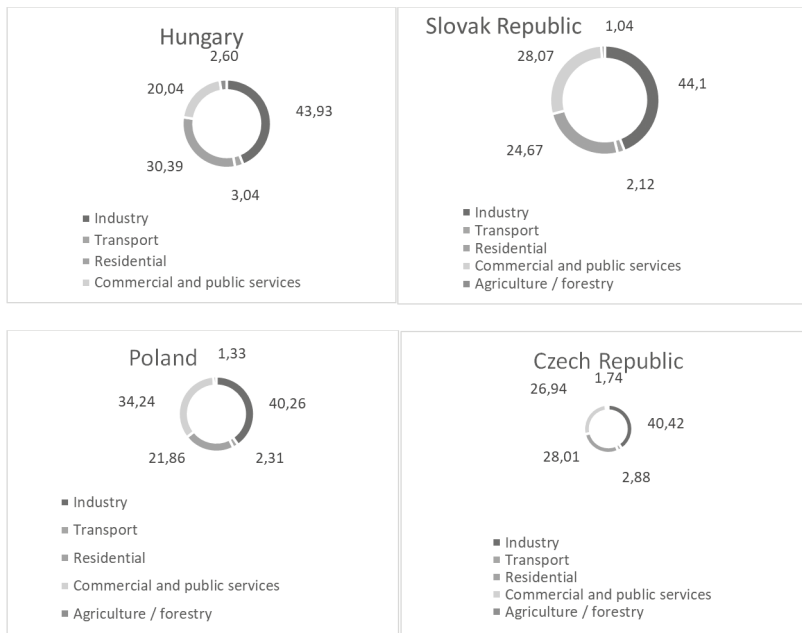 Hungary
2,60
20,04
43,93
30,39
3,04
Industry
Transport
Residential
Commercial and public services
Slovak Republic
1,04
28,07
44,1
24,67
2,12
Industry
Transport
Residential
Commercial and public services
Agriculture / forestry
Poland
1,33
34,24
40,26
21,86
2,31
Industry
Transport
Residential
Commercial and public services
Agriculture / forestry
Czech Republic
1,74
26,94
40,42
28,01
2,88
Industry
Transport
Residential
Commercial and public services
Agriculture / forestry